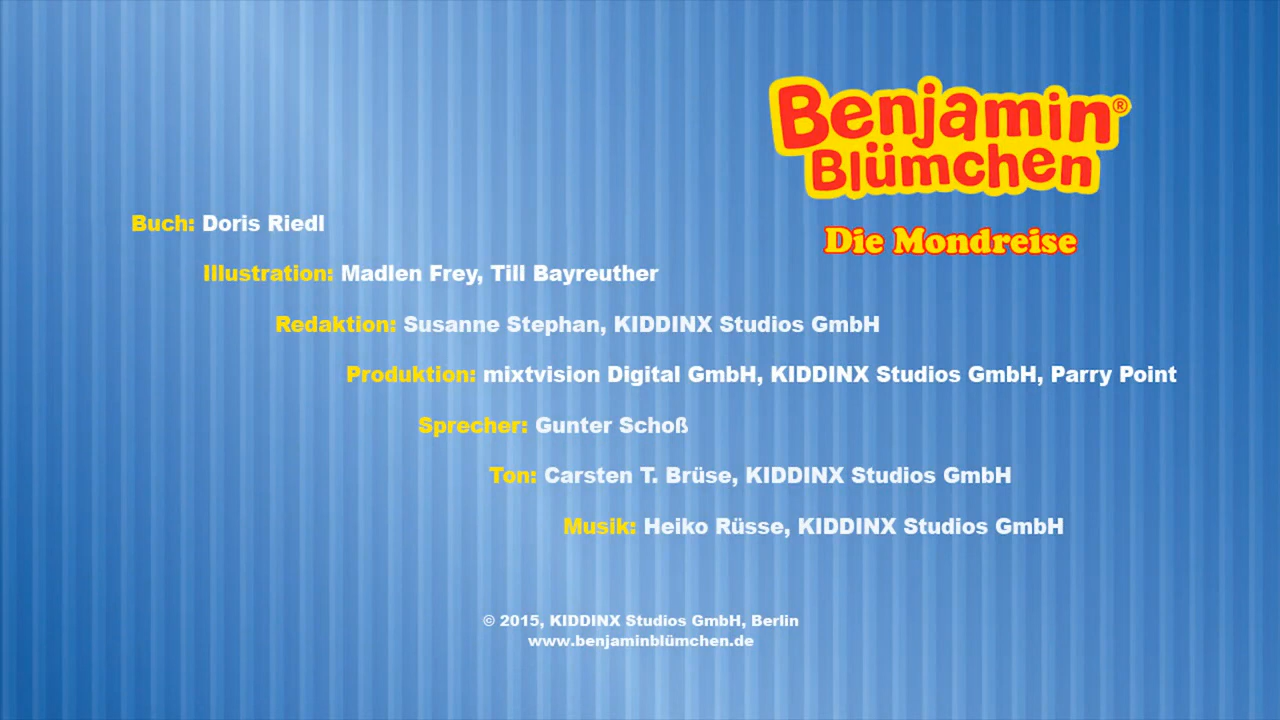 Benjamin®
Blümchen
Die Mondreise
Buch: Doris Riedl
Illustration: Madlen Frey, Till Bayreuther
Redaktion: Susanne Stephan, KIDDINX Studios GmbH
Produktion: mixtvision Digital GmbH, KIDDINX Studios GmbH, Parry Point
Sprecher: Gunter Schoß
Ton: Carsten T. Brüse, KIDDINX Studios GmbH
Musik: Heiko Rüsse, KIDDINX Studios GmbH
© 2015, KIDDINX Studios GmbH, Berlin
www.benjaminblümchen.de